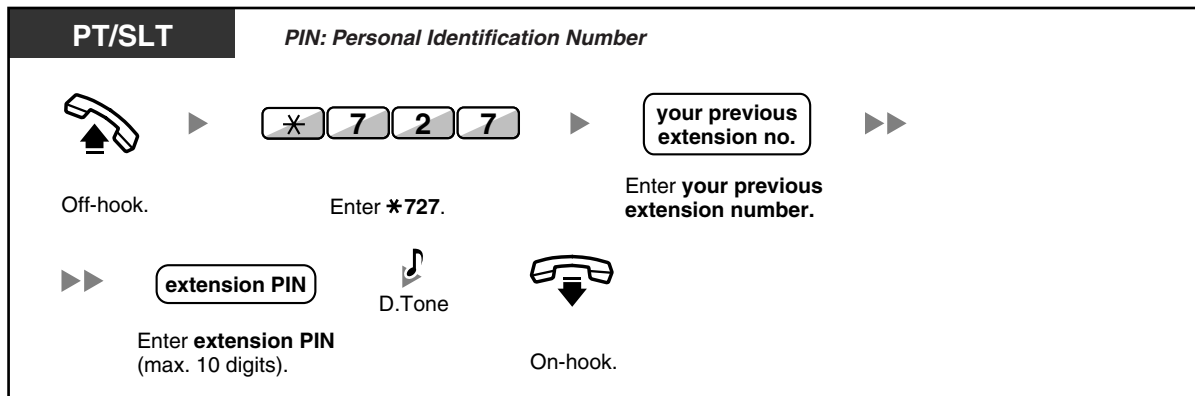 PT/SLT
PIN: Personal Identification Number
✳ 7 2 7
your previous
extension no.
Off-hook.
Enter ✳727.
Enter your previous
extension number.
extension PIN
D.Tone
Enter extension PIN
(max. 10 digits).
On-hook.